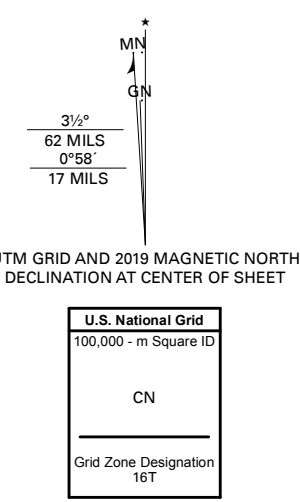 MN
GN
3½°
62 MILS
0°58´
17 MILS
UTM GRID AND 2019 MAGNETIC NORTH
DECLINATION AT CENTER OF SHEET
U.S. National Grid
100,000 - m Square ID
CN
Grid Zone Designation
16T